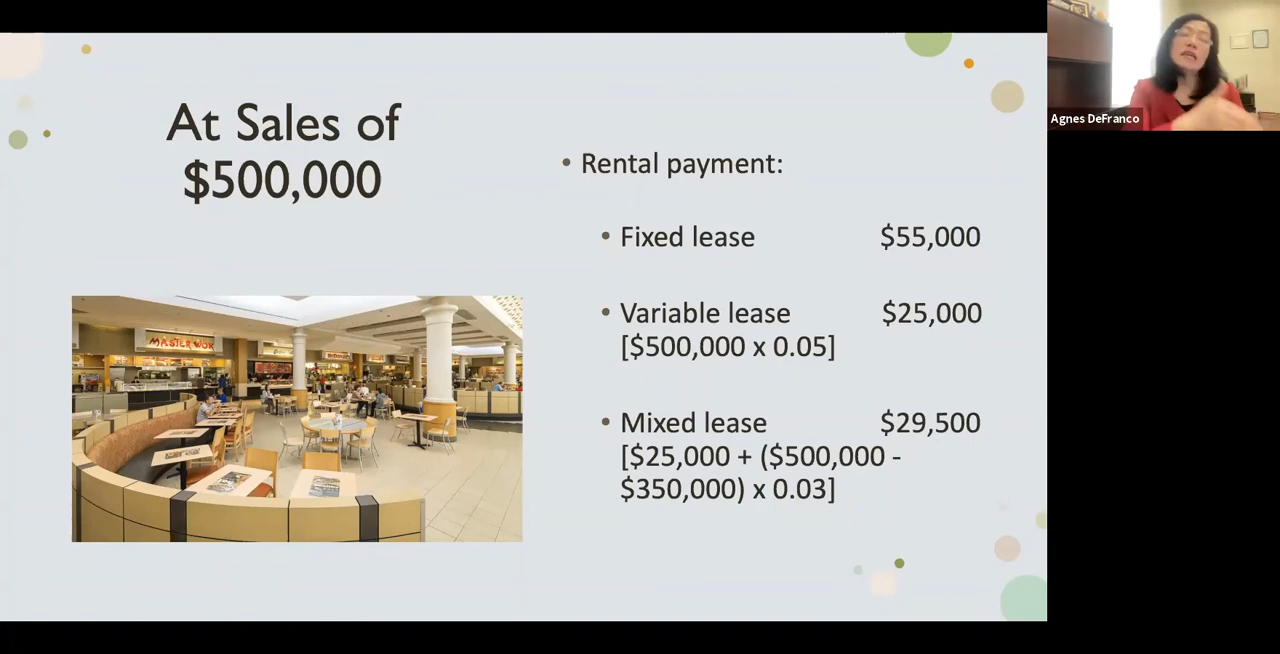 At Sales of
$500,000
• Rental payment:
• Fixed lease $55,000
• Variable lease $25,000
[$500,000 x 0.05]
• Mixed lease $29,500
[$25,000 + ($500,000 -
$350,000) x 0.03]
MASTER WOK
Agnes DeFranco